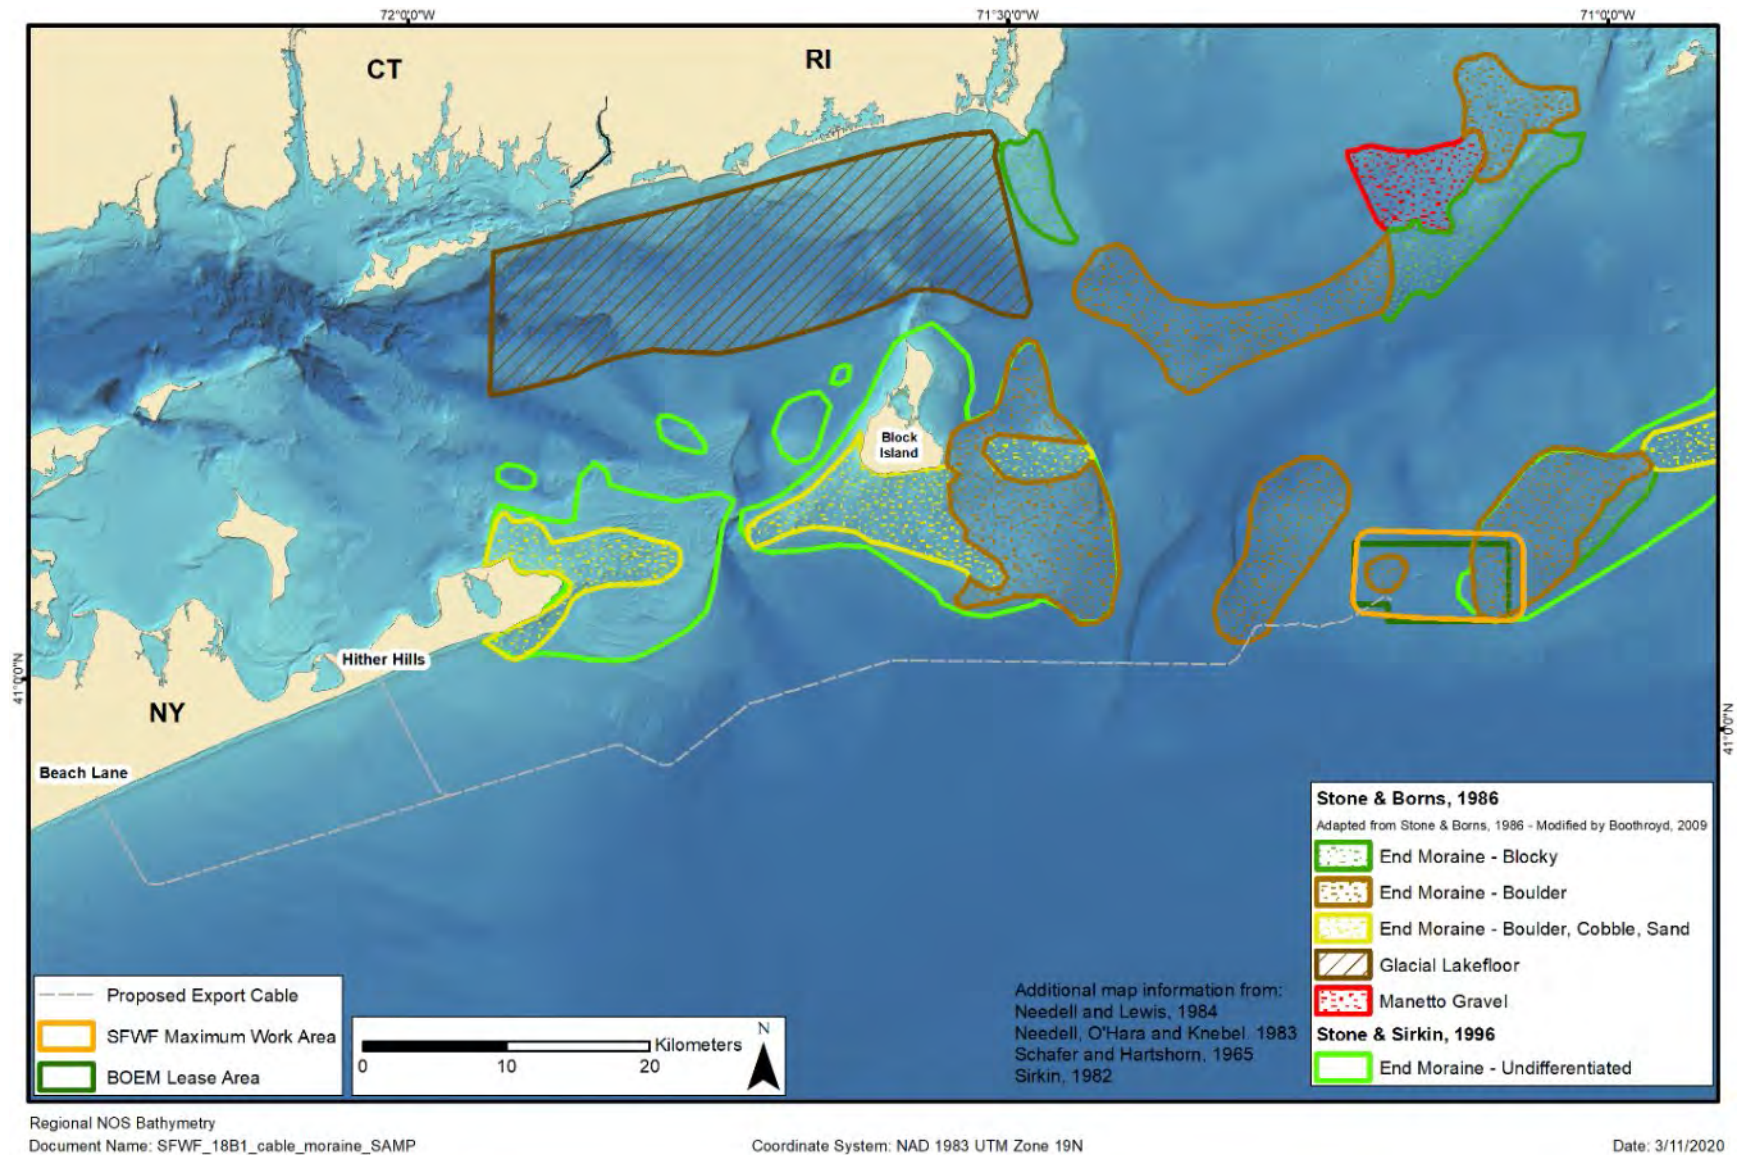 72°0'0"W
71°30'0"W
71°0'0"W
CT
RI
Block
Island
41°0'0"N
Hither Hills
NY
41°0'0"N
Beach Lane
Stone & Borns, 1986
Adapted from Stone & Borns, 1986 - Modified by Boothroyd, 2009
End Moraine - Blocky
End Moraine - Boulder
End Moraine - Boulder, Cobble, Sand
Glacial Lakefloor
Manetto Gravel
Stone & Sirkin, 1996
End Moraine - Undifferentiated
Proposed Export Cable
SFWF Maximum Work Area
BOEM Lease Area
N
Kilometers
0 10 20
Additional map information from:
Needell and Lewis, 1984
Needell, O'Hara and Knebel. 1983
Schafer and Hartshorn, 1965
Sirkin, 1982
Regional NOS Bathymetry
Document Name: SFWF_18B1_cable_moraine_SAMP
Coordinate System: NAD 1983 UTM Zone 19N
Date: 3/11/2020